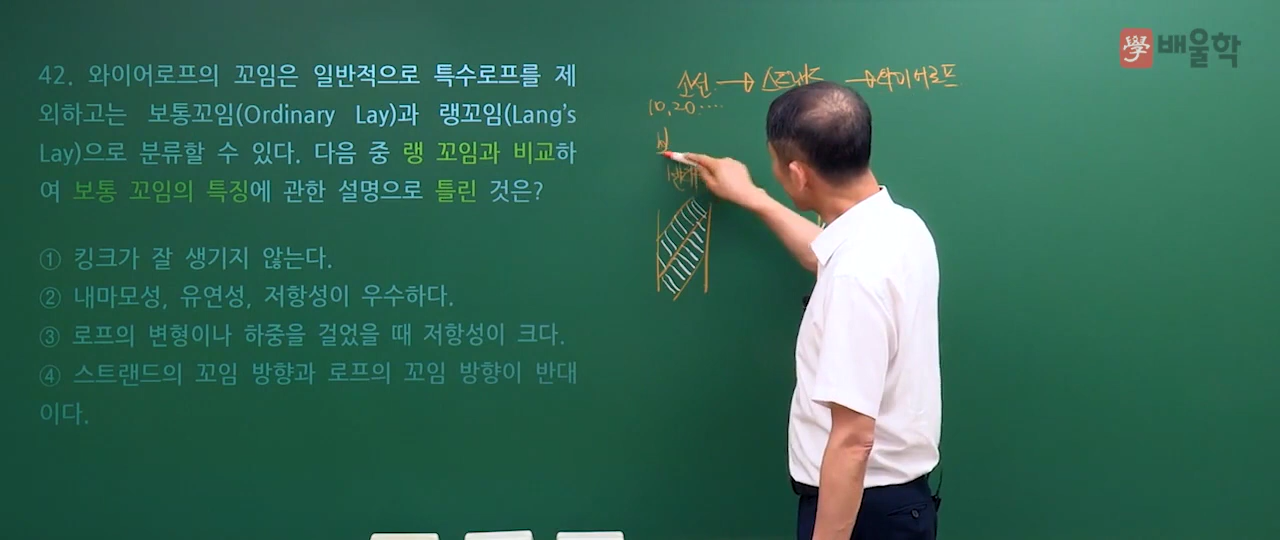 學 배울학
42. 와이어로프의 꼬임은 일반적으로 특수로프를 제
외하고는 보통꼬임(Ordinary Lay)과 랭꼬임(Lang's
Lay)으로 분류할 수 있다. 다음 중 랭 꼬임과 비교하
여 보통 꼬임의 특징에 관한 설명으로 틀린 것은?
① 킹크가 잘 생기지 않는다.
② 내마모성, 유연성, 저항성이 우수하다.
③ 로프의 변형이나 하중을 걸었을 때 저항성이 크다.
④ 스트랜드의 꼬임 방향과 로프의 꼬임 방향이 반대
이다.
소선 → 스트랜드 → 와이어로프
10, 20 ....